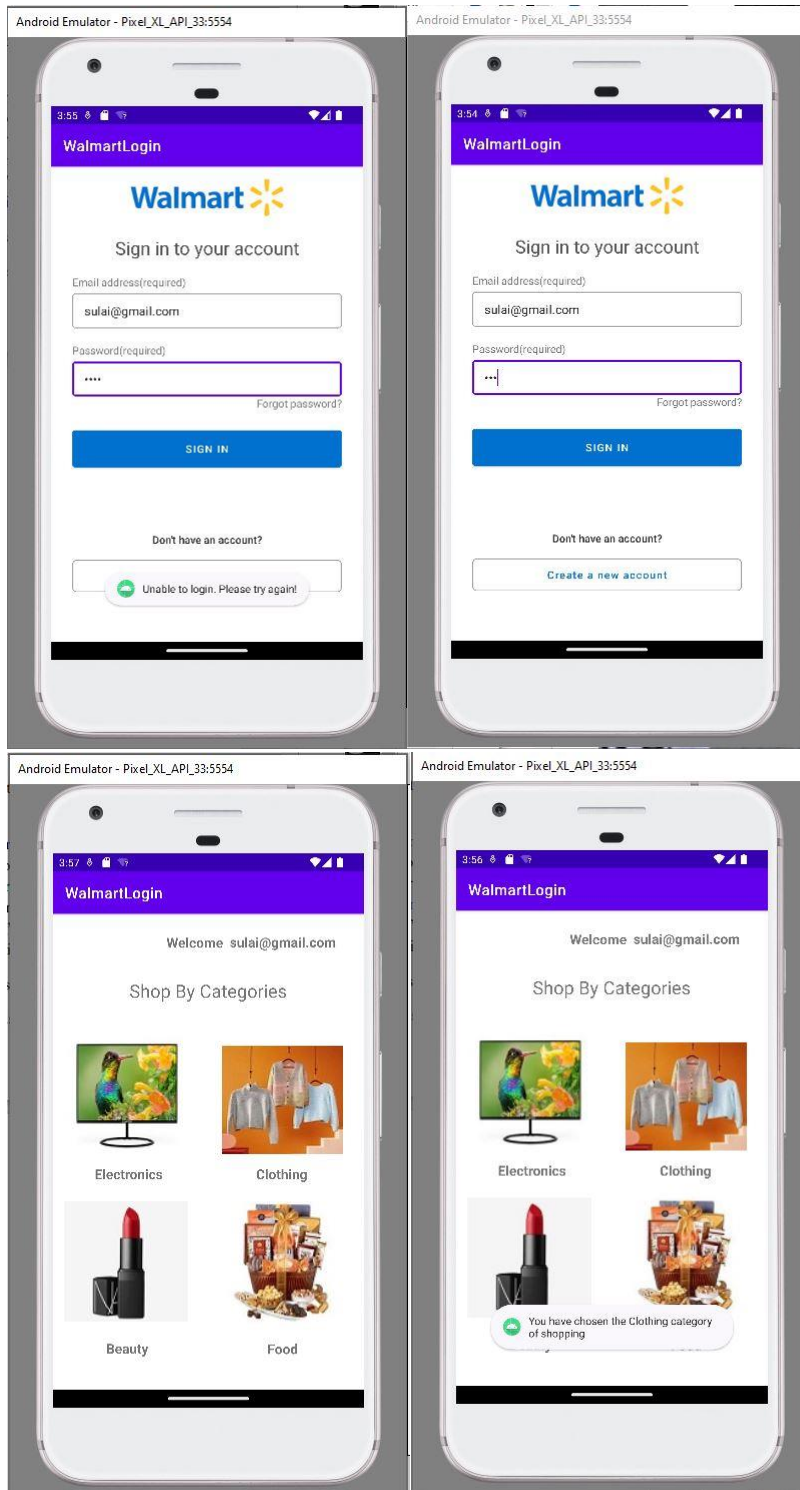 Android Emulator - Pixel_XL_API_33:5554
3:55
WalmartLogin
Walmart
Sign in to your account
Email address(required)
sulai@gmail.com
Password(required)
••••
Forgot password?
SIGN IN
Don't have an account?
Unable to login. Please try again!
Android Emulator - Pixel_XL_API_33:5554
3:54
WalmartLogin
Walmart
Sign in to your account
Email address(required)
sulai@gmail.com
Password(required)
•••
Forgot password?
SIGN IN
Don't have an account?
Create a new account
Android Emulator - Pixel_XL_API_33:5554
3:57
WalmartLogin
Welcome sulai@gmail.com
Shop By Categories
Electronics
Clothing
Beauty
Food
Android Emulator - Pixel_XL_API_33:5554
3:56
WalmartLogin
Welcome sulai@gmail.com
Shop By Categories
Electronics
Clothing
You have chosen the Clothing category
of shopping